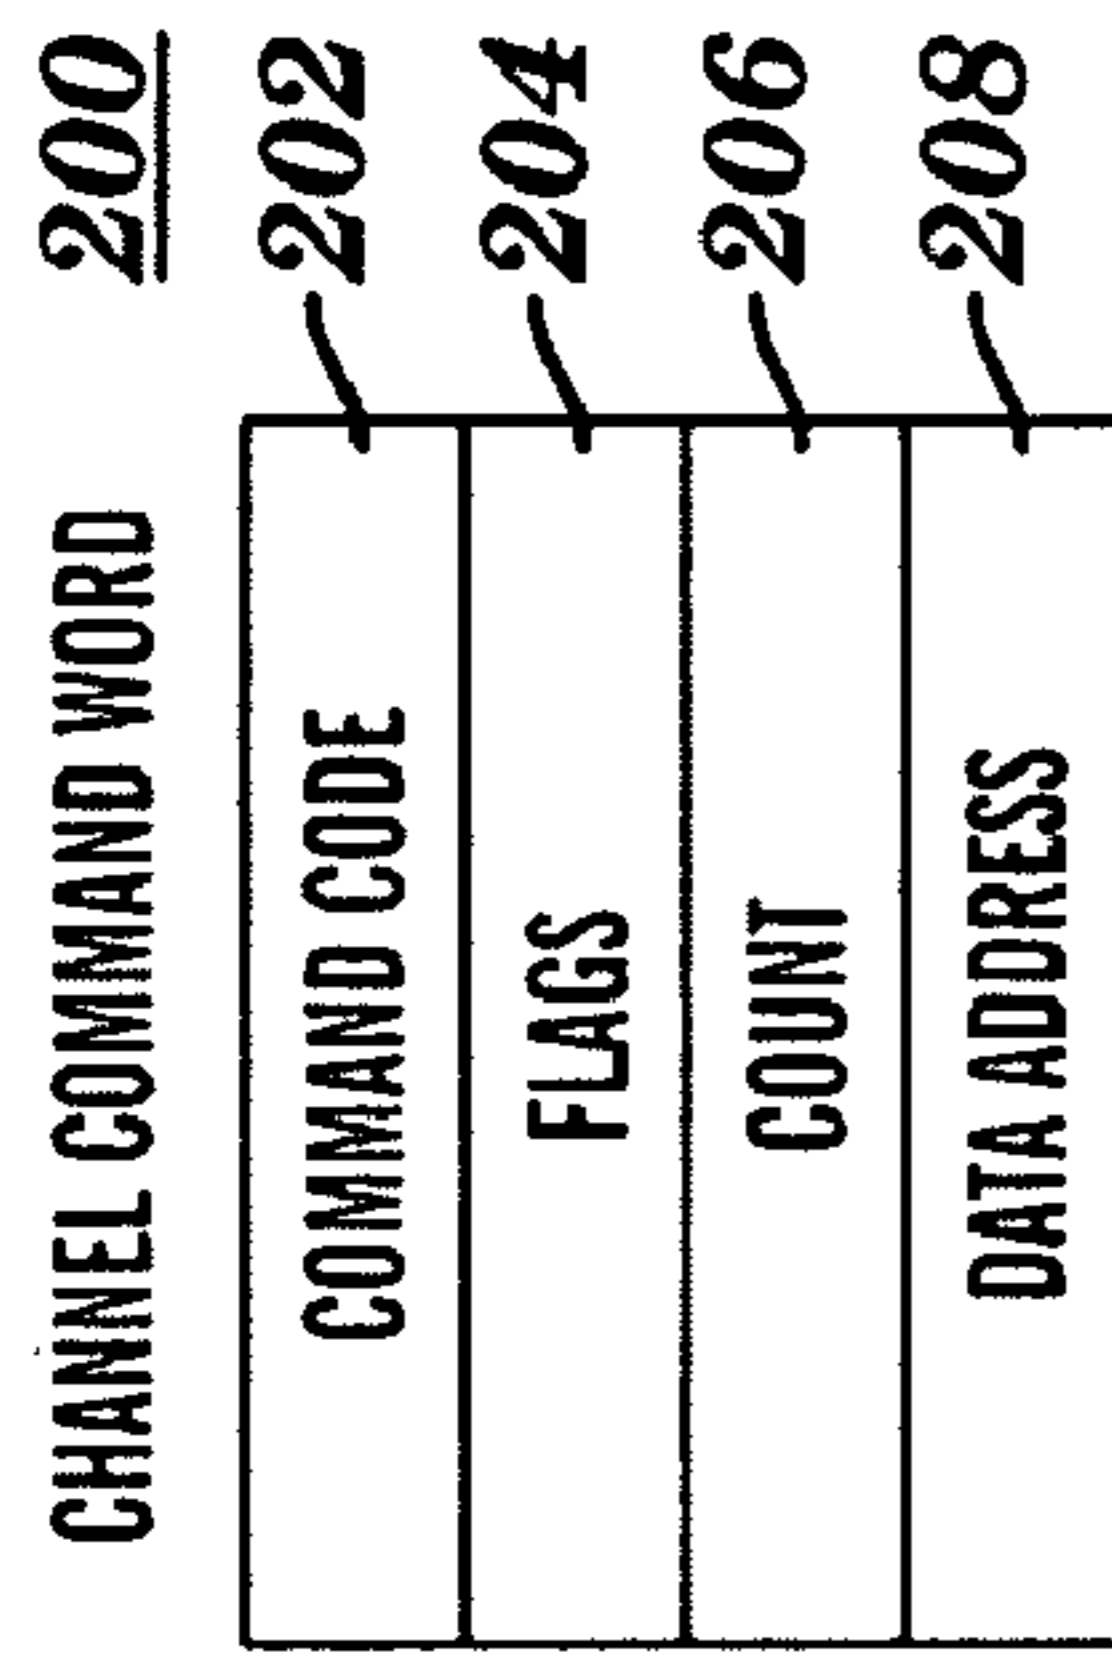 CHANNEL COMMAND WORD 200
COMMAND CODE 202
FLAGS 204
COUNT 206
DATA ADDRESS 208